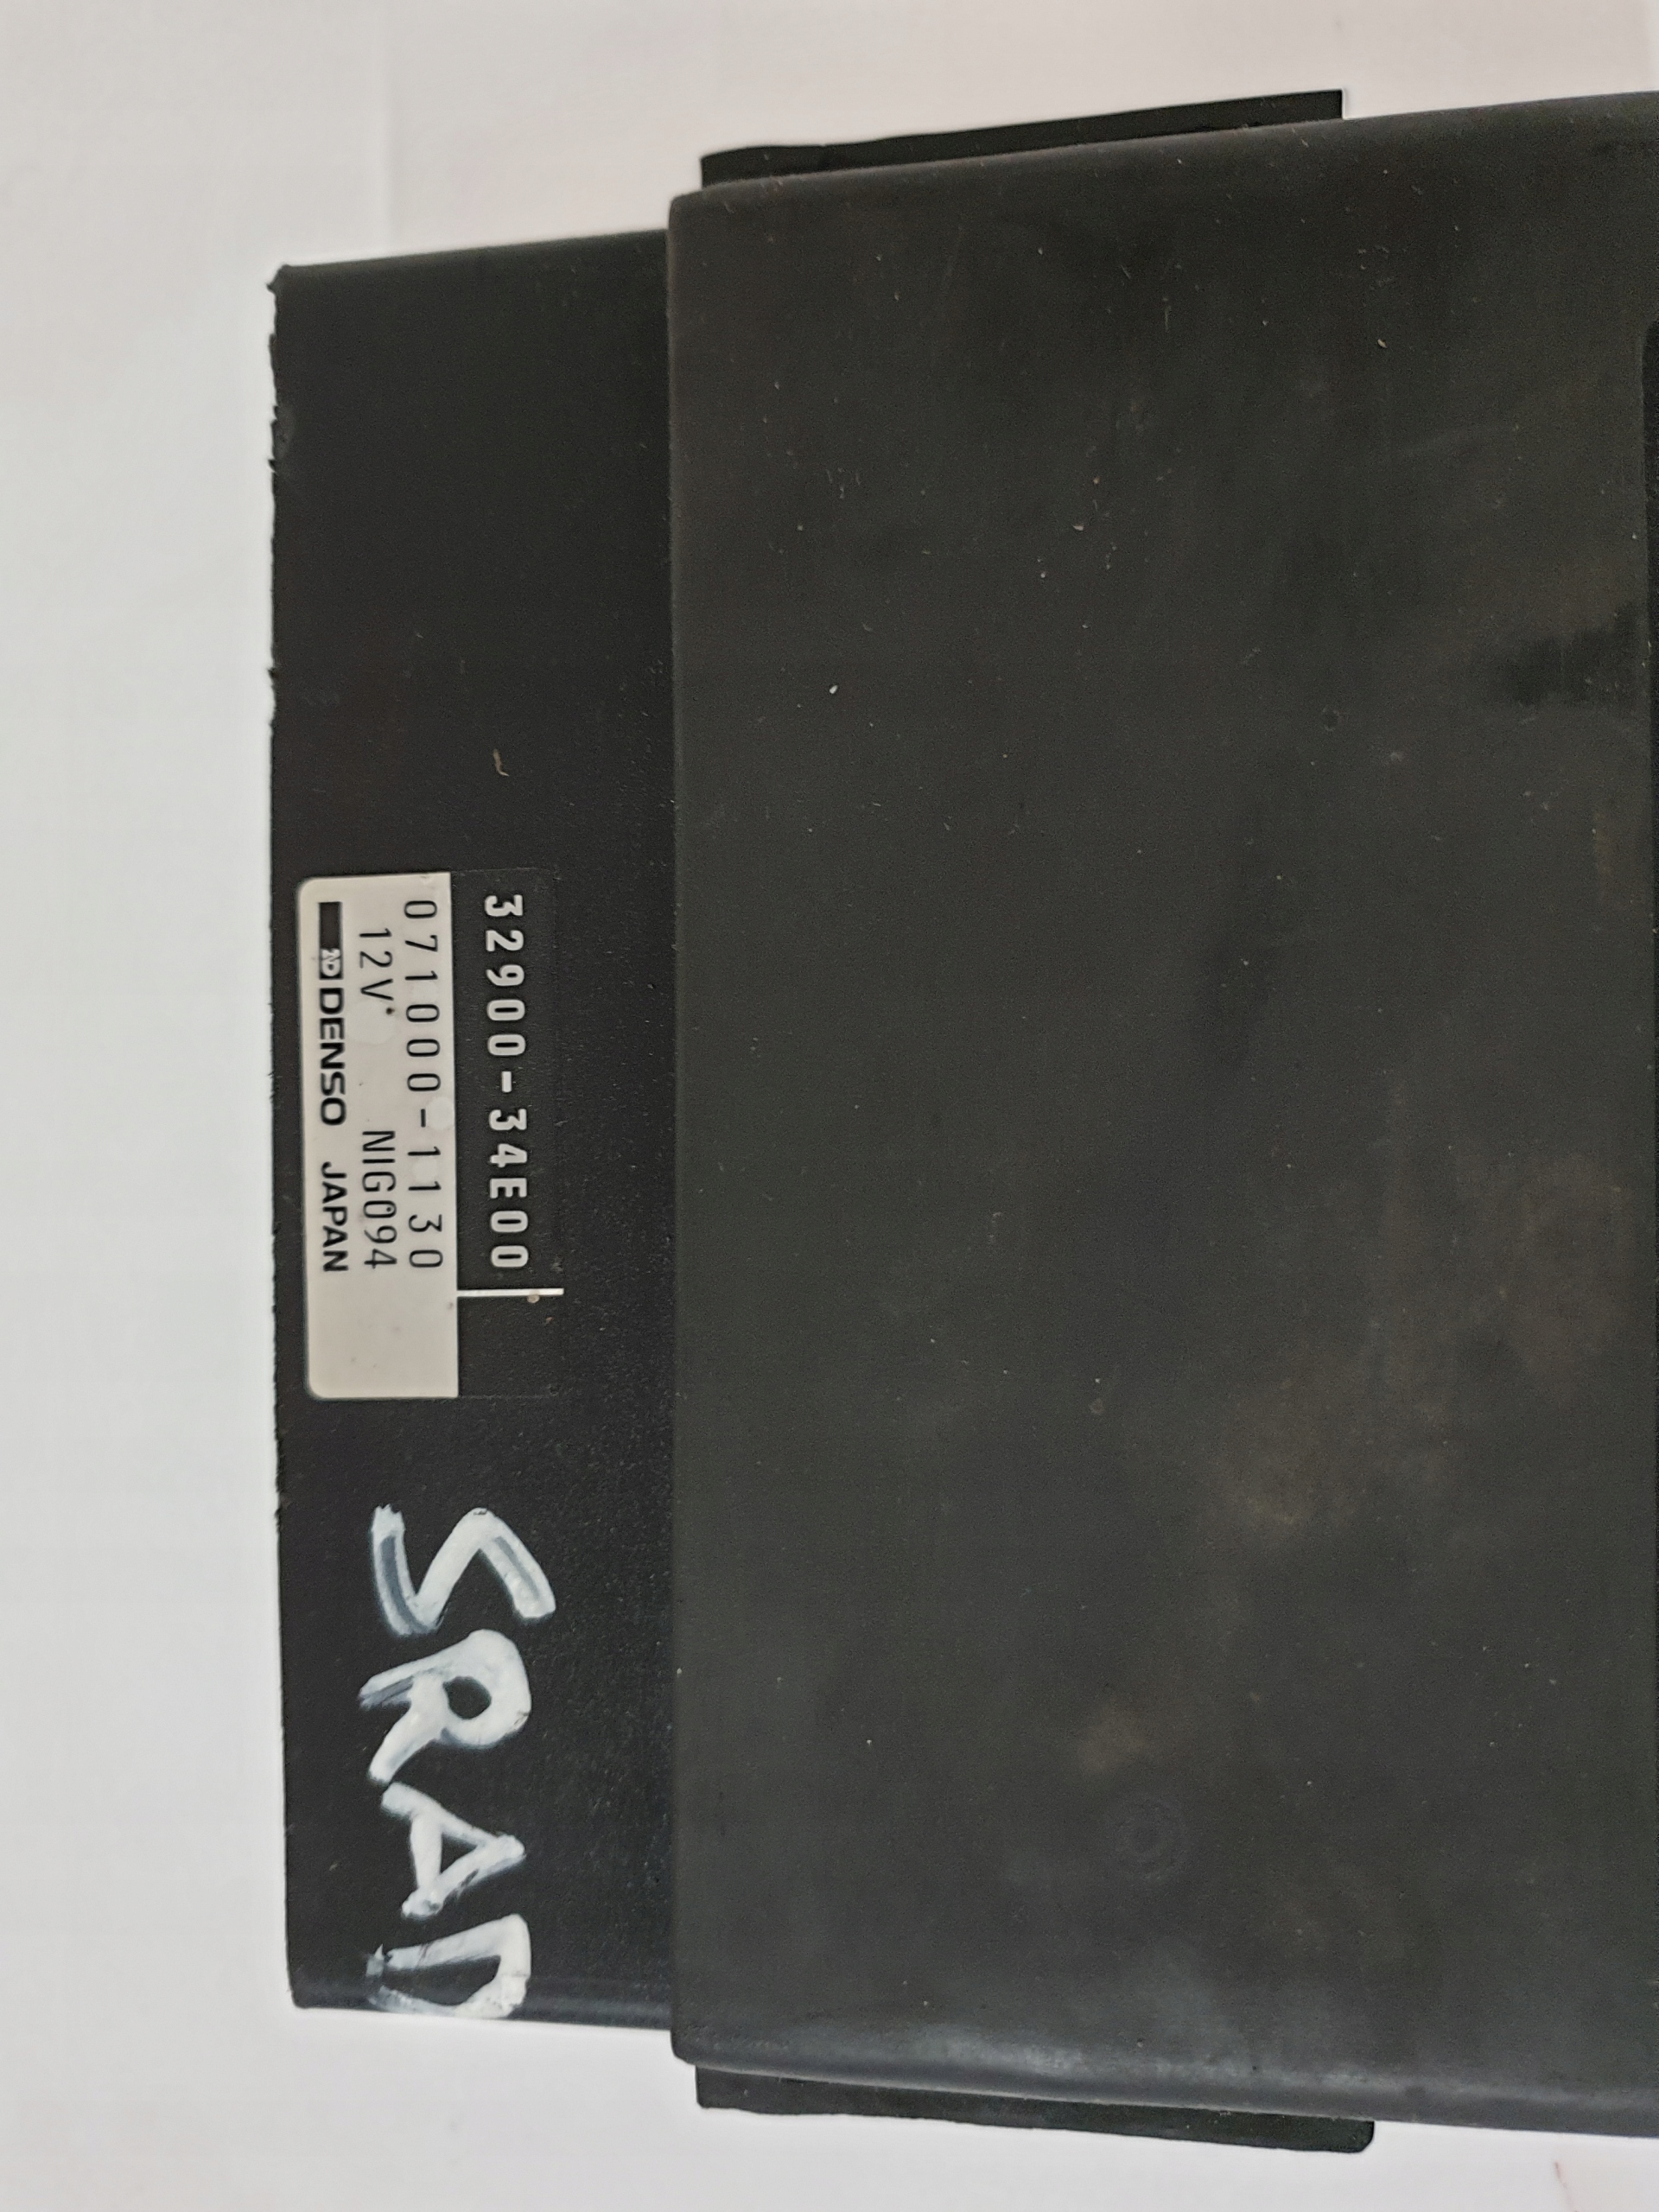 32900-34E00
071000-1130
12V* NIG094
DENSO JAPAN
SRAD